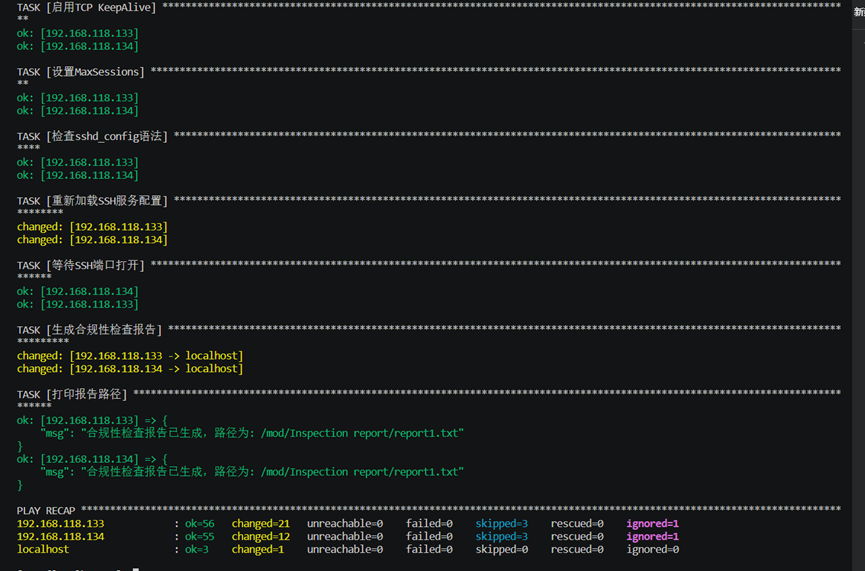 TASK [启用TCP KeepAlive] *********************************************************************************************************************
**
ok: [192.168.118.133]
ok: [192.168.118.134]
TASK [设置MaxSessions] ***********************************************************************************************************************
**
ok: [192.168.118.133]
ok: [192.168.118.134]
TASK [检查sshd_config语法] *******************************************************************************************************************
****
ok: [192.168.118.133]
ok: [192.168.118.134]
TASK [重新加载SSH服务配置] *******************************************************************************************************************
********
changed: [192.168.118.133]
changed: [192.168.118.134]
TASK [等待SSH端口打开] ***********************************************************************************************************************
******
ok: [192.168.118.134]
ok: [192.168.118.133]
TASK [生成合规性检查报告] ********************************************************************************************************************
*********
changed: [192.168.118.133 -> localhost]
changed: [192.168.118.134 -> localhost]
TASK [打印报告路径] **************************************************************************************************************************
******
ok: [192.168.118.133] => {
    "msg": "合规性检查报告已生成，路径为: /mod/Inspection report/report1.txt"
}
ok: [192.168.118.134] => {
    "msg": "合规性检查报告已生成，路径为: /mod/Inspection report/report1.txt"
}
PLAY RECAP ***********************************************************************************************************************************
192.168.118.133            : ok=56   changed=21   unreachable=0    failed=0    skipped=3    rescued=0    ignored=1
192.168.118.134            : ok=55   changed=12   unreachable=0    failed=0    skipped=3    rescued=0    ignored=1
localhost                  : ok=3    changed=1    unreachable=0    failed=0    skipped=0    rescued=0    ignored=0